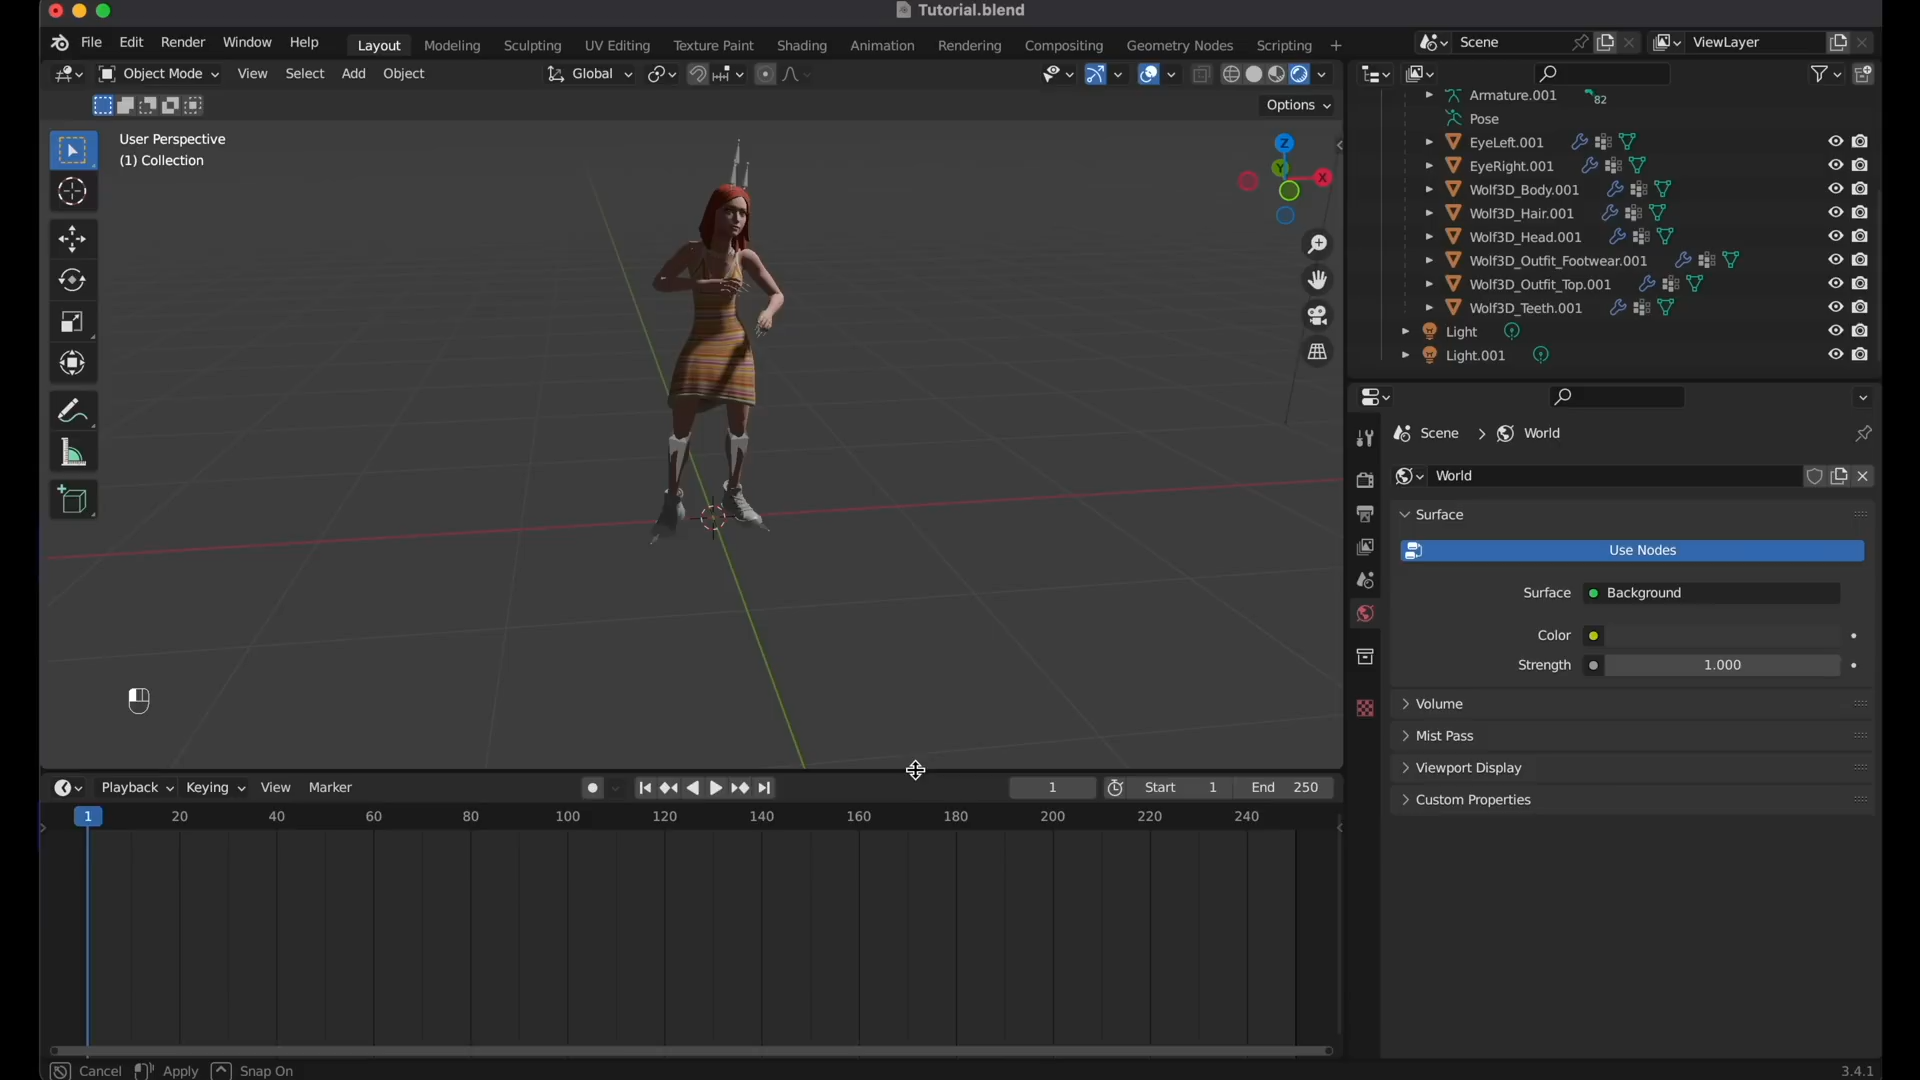 Tutorial.blend
File Edit Render Window Help Layout Modeling Sculpting UV Editing Texture Paint Shading Animation Rendering Compositing Geometry Nodes Scripting + Scene ViewLayer
Object Mode View Select Add Object Global
Options
User Perspective
(1) Collection
Z
Y
X
Armature.001 82
Pose
EyeLeft.001
EyeRight.001
Wolf3D_Body.001
Wolf3D_Hair.001
Wolf3D_Head.001
Wolf3D_Outfit_Footwear.001
Wolf3D_Outfit_Top.001
Wolf3D_Teeth.001
Light
Light.001
Scene > World
World
Surface
Use Nodes
Surface Background
Color
Strength 1.000
Volume
Mist Pass
Viewport Display
Custom Properties
Playback Keying View Marker 1 Start 1 End 250
1 20 40 60 80 100 120 140 160 180 200 220 240
Cancel Apply Snap On 3.4.1